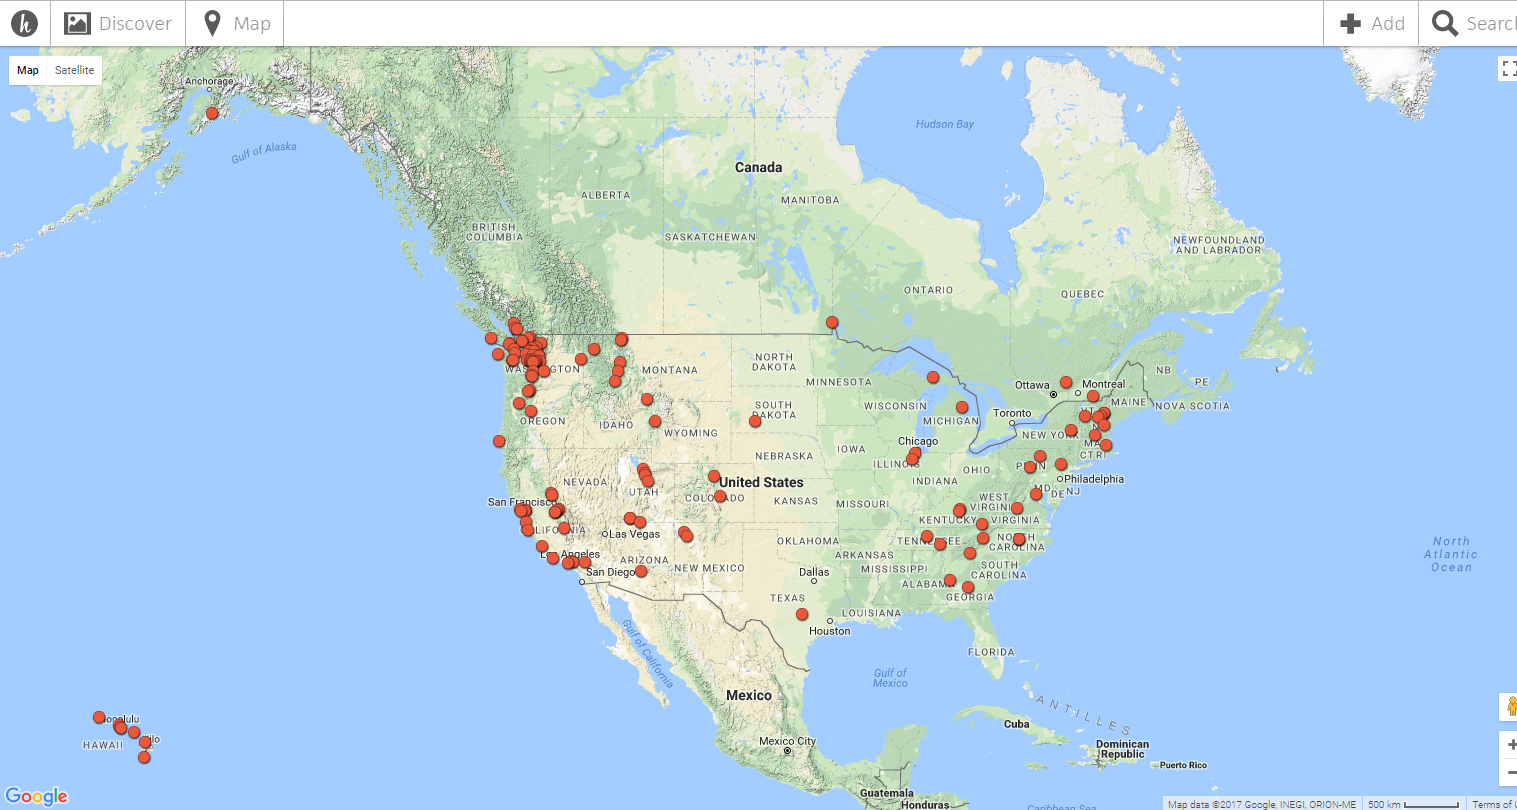 h
Discover
Map
Add
Search
Map
Satellite
Anchorage
Gulf of Alaska
Hudson Bay
Canada
ALBERTA
MANITOBA
BRITISH
COLUMBIA
SASKATCHEWAN
NEWFOUNDLAND
AND LABRADOR
ONTARIO
QUEBEC
WASHINGTON
MONTANA
NORTH
DAKOTA
MINNESOTA
Ottawa
Montreal
NB
PE
MAINE
NOVA SCOTIA
OREGON
IDAHO
SOUTH
DAKOTA
WISCONSIN
MICHIGAN
Toronto
VT
WYOMING
NEW YORK
MA
CT RI
Chicago
IOWA
ILLINOIS
NEBRASKA
OHIO
PENN
Philadelphia
INDIANA
NEVADA
UTAH
United States
COLORADO
KANSAS
MISSOURI
WEST
VIRGINIA
MD
DE
NJ
San Francisco
KENTUCKY
VIRGINIA
CALIFORNIA
Las Vegas
OKLAHOMA
TENNESSEE
NORTH
CAROLINA
Los Angeles
ARIZONA
NEW MEXICO
ARKANSAS
MISSISSIPPI
SOUTH
CAROLINA
San Diego
Dallas
ALABAMA
GEORGIA
TEXAS
LOUISIANA
Houston
North
Atlantic
Ocean
FLORIDA
Gulf of California
Gulf of
Mexico
Mexico
ANTILLES
Cuba
Honolulu
HAWAII
Hilo
Mexico City
Dominican
Republic
Puerto Rico
Guatemala
Honduras
Caribbean Sea
Google
Map data ©2017 Google, INEGI, ORION-ME
500 km
Terms of U